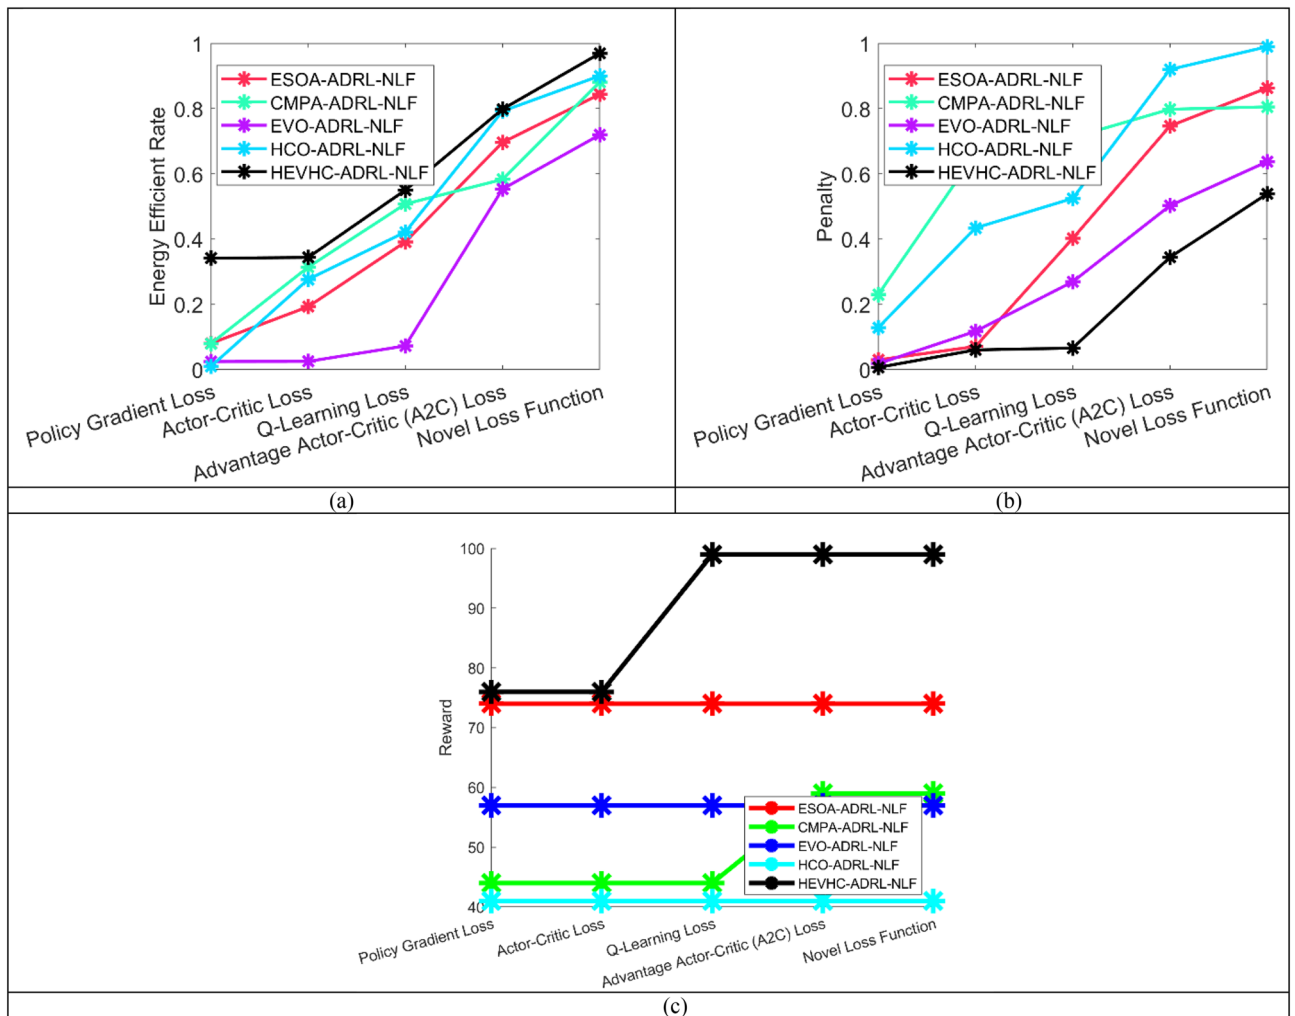 1
0.8
0.6
0.4
0.2
0
Energy Efficient Rate
ESOA-ADRL-NLF
CMPA-ADRL-NLF
EVO-ADRL-NLF
HCO-ADRL-NLF
HEVHC-ADRL-NLF
Policy Gradient Loss
Actor-Critic Loss
Q-Learning Loss
Advantage Actor-Critic (A2C) Loss
Novel Loss Function
(a)
1
0.8
0.6
0.4
0.2
0
Penalty
ESOA-ADRL-NLF
CMPA-ADRL-NLF
EVO-ADRL-NLF
HCO-ADRL-NLF
HEVHC-ADRL-NLF
Policy Gradient Loss
Actor-Critic Loss
Q-Learning Loss
Advantage Actor-Critic (A2C) Loss
Novel Loss Function
(b)
100
90
80
70
60
50
40
Reward
ESOA-ADRL-NLF
CMPA-ADRL-NLF
EVO-ADRL-NLF
HCO-ADRL-NLF
HEVHC-ADRL-NLF
Policy Gradient Loss
Actor-Critic Loss
Q-Learning Loss
Advantage Actor-Critic (A2C) Loss
Novel Loss Function
(c)